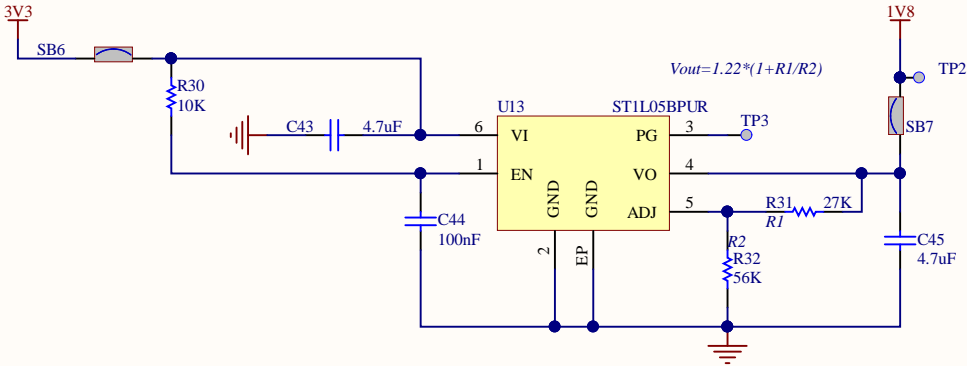 3V3
1V8
SB6
Vout=1.22*(1+R1/R2)
TP2
R30
10K
U13
ST1L05BPUR
C43
4.7uF
6
VI
PG
3
TP3
SB7
1
EN
VO
4
GND
GND
ADJ
5
R31
27K
R1
C44
100nF
2
EP
R2
R32
56K
C45
4.7uF